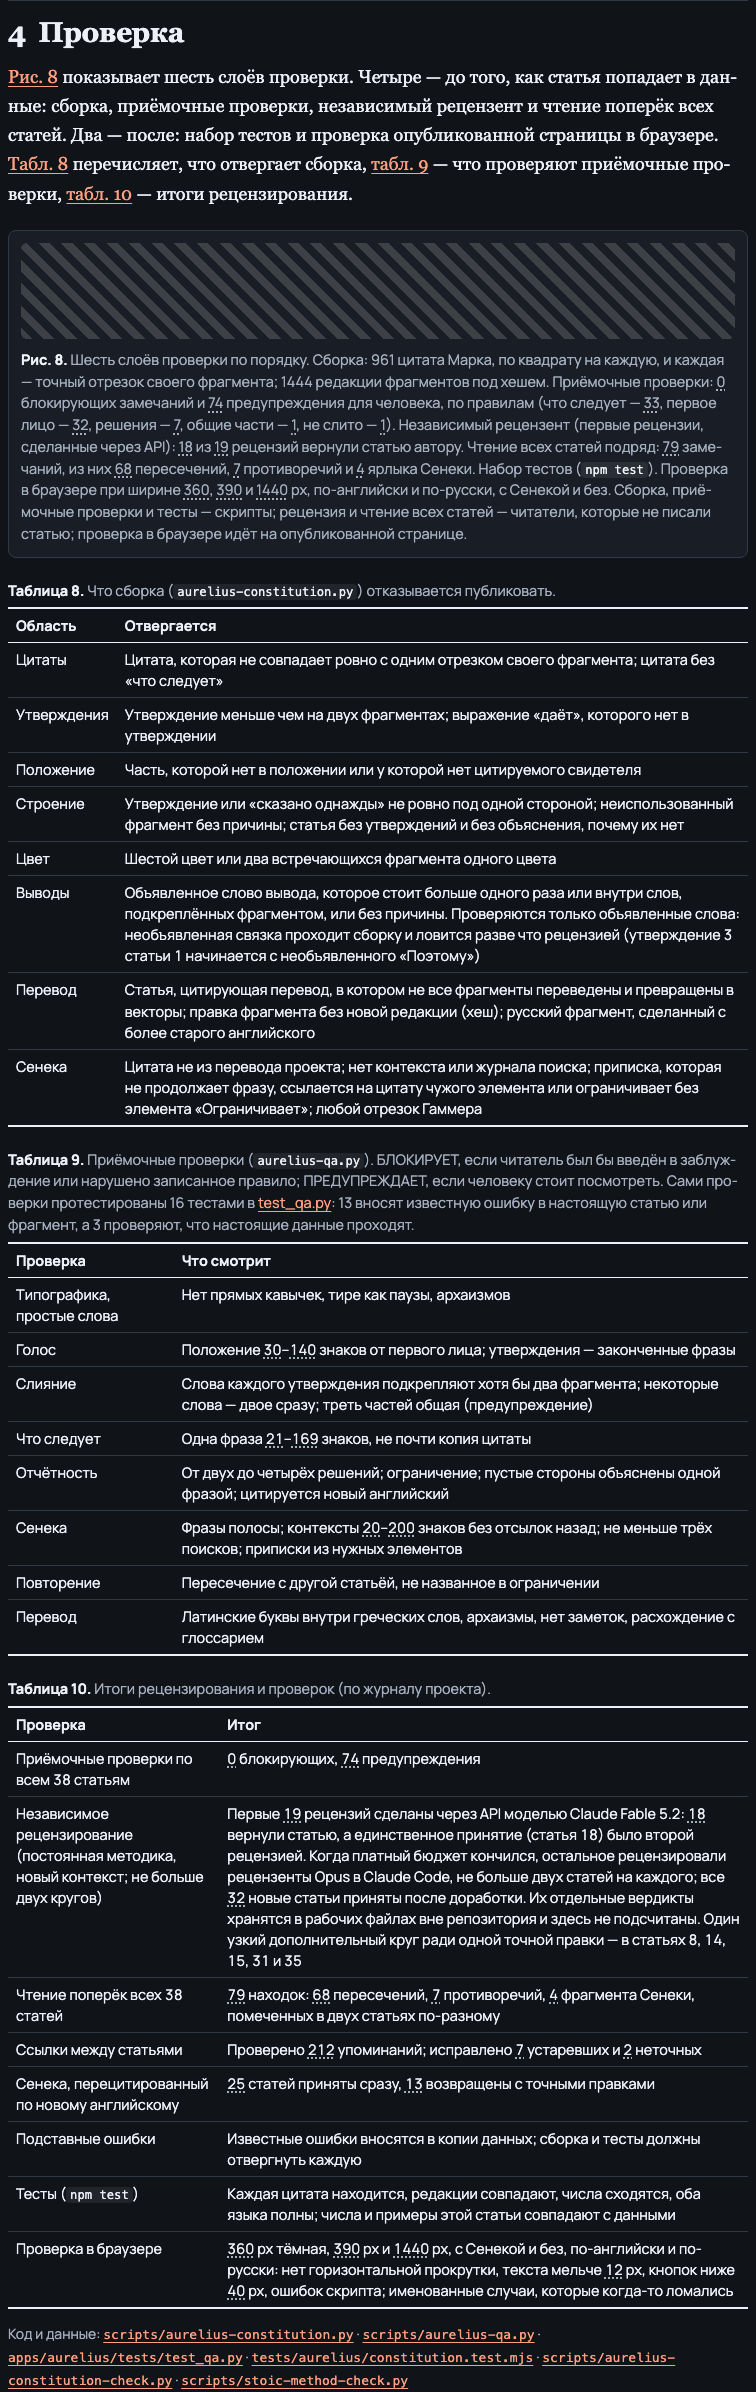 4 Проверка
Рис. 8 показывает шесть слоёв проверки. Четыре — до того, как статья попадает в дан-
ные: сборка, приёмочные проверки, независимый рецензент и чтение поперёк всех
статей. Два — после: набор тестов и проверка опубликованной страницы в браузере.
Табл. 8 перечисляет, что отвергает сборка, табл. 9 — что проверяют приёмочные про-
верки, табл. 10 — итоги рецензирования.
Рис. 8. Шесть слоёв проверки по порядку. Сборка: 961 цитата Марка, по квадрату на каждую, и каждая
— точный отрезок своего фрагмента; 1444 редакции фрагментов под хешем. Приёмочные проверки: 0
блокирующих замечаний и 74 предупреждения для человека, по правилам (что следует — 33, первое
лицо — 32, решения — 7, общие части — 1, не слито — 1). Независимый рецензент (первые рецензии,
сделанные через API): 18 из 19 рецензий вернули статью автору. Чтение всех статей подряд: 79 заме-
чаний, из них 68 пересечений, 7 противоречий и 4 ярлыка Сенеки. Набор тестов (npm test). Проверка
в браузере при ширине 360, 390 и 1440 px, по-английски и по-русски, с Сенекой и без. Сборка, приё-
мочные проверки и тесты — скрипты; рецензия и чтение всех статей — читатели, которые не писали
статью; проверка в браузере идёт на опубликованной странице.
Таблица 8. Что сборка (aurelius-constitution.py) отказывается публиковать.
Область Отвергается
Цитаты Цитата, которая не совпадает ровно с одним отрезком своего фрагмента; цитата без
«что следует»
Утверждения Утверждение меньше чем на двух фрагментах; выражение «даёт», которого нет в
утверждении
Положение Часть, которой нет в положении или у которой нет цитируемого свидетеля
Строение Утверждение или «сказано однажды» не ровно под одной стороной; неиспользованный
фрагмент без причины; статья без утверждений и без объяснения, почему их нет
Цвет Шестой цвет или два встречающихся фрагмента одного цвета
Выводы Объявленное слово вывода, которое стоит больше одного раза или внутри слов,
подкреплённых фрагментом, или без причины. Проверяются только объявленные слова:
необъявленная связка проходит сборку и ловится разве что рецензией (утверждение 3
статьи 1 начинается с необъявленного «Поэтому»)
Перевод Статья, цитирующая перевод, в котором не все фрагменты переведены и превращены в
векторы; правка фрагмента без новой редакции (хеш); русский фрагмент, сделанный с
более старого английского
Сенека Цитата не из перевода проекта; нет контекста или журнала поиска; приписка, которая
не продолжает фразу, ссылается на цитату чужого элемента или ограничивает без
элемента «Ограничивает»; любой отрезок Гаммера
Таблица 9. Приёмочные проверки (aurelius-qa.py). БЛОКИРУЕТ, если читатель был бы введён в заблуж-
дение или нарушено записанное правило; ПРЕДУПРЕЖДАЕТ, если человеку стоит посмотреть. Сами про-
верки протестированы 16 тестами в test_qa.py: 13 вносят известную ошибку в настоящую статью или
фрагмент, а 3 проверяют, что настоящие данные проходят.
Проверка Что смотрит
Типографика, Нет прямых кавычек, тире как паузы, архаизмов
простые слова
Голос Положение 30–140 знаков от первого лица; утверждения — законченные фразы
Слияние Слова каждого утверждения подкрепляют хотя бы два фрагмента; некоторые
слова — двое сразу; треть частей общая (предупреждение)
Что следует Одна фраза 21–169 знаков, не почти копия цитаты
Отчётность От двух до четырёх решений; ограничение; пустые стороны объяснены одной
фразой; цитируется новый английский
Сенека Фразы полосы; контексты 20–200 знаков без отсылок назад; не меньше трёх
поисков; приписки из нужных элементов
Повторение Пересечение с другой статьёй, не названное в ограничении
Перевод Латинские буквы внутри греческих слов, архаизмы, нет заметок, расхождение с
глоссарием
Таблица 10. Итоги рецензирования и проверок (по журналу проекта).
Проверка Итог
Приёмочные проверки по 0 блокирующих, 74 предупреждения
всем 38 статьям
Независимое Первые 19 рецензий сделаны через API моделью Claude Fable 5.2: 18
рецензирование вернули статью, а единственное принятие (статья 18) было второй
(постоянная методика, рецензией. Когда платный бюджет кончился, остальное рецензировали
новый контекст; не больше рецензенты Opus в Claude Code, не больше двух статей на каждого; все
двух кругов) 32 новые статьи приняты после доработки. Их отдельные вердикты
хранятся в рабочих файлах вне репозитория и здесь не подсчитаны. Один
узкий дополнительный круг ради одной точной правки — в статьях 8, 14,
15, 31 и 35
Чтение поперёк всех 38 79 находок: 68 пересечений, 7 противоречий, 4 фрагмента Сенеки,
статей помеченных в двух статьях по-разному
Ссылки между статьями Проверено 212 упоминаний; исправлено 7 устаревших и 2 неточных
Сенека, перецитированный 25 статей приняты сразу, 13 возвращены с точными правками
по новому английскому
Подставные ошибки Известные ошибки вносятся в копии данных; сборка и тесты должны
отвергнуть каждую
Тесты (npm test) Каждая цитата находится, редакции совпадают, числа сходятся, оба
языка полны; числа и примеры этой статьи совпадают с данными
Проверка в браузере 360 px тёмная, 390 px и 1440 px, с Сенекой и без, по-английски и по-
русски: нет горизонтальной прокрутки, текста мельче 12 px, кнопок ниже
40 px, ошибок скрипта; именованные случаи, которые когда-то ломались
Код и данные: scripts/aurelius-constitution.py · scripts/aurelius-qa.py ·
apps/aurelius/tests/test_qa.py · tests/aurelius/constitution.test.mjs · scripts/aurelius-
constitution-check.py · scripts/stoic-method-check.py